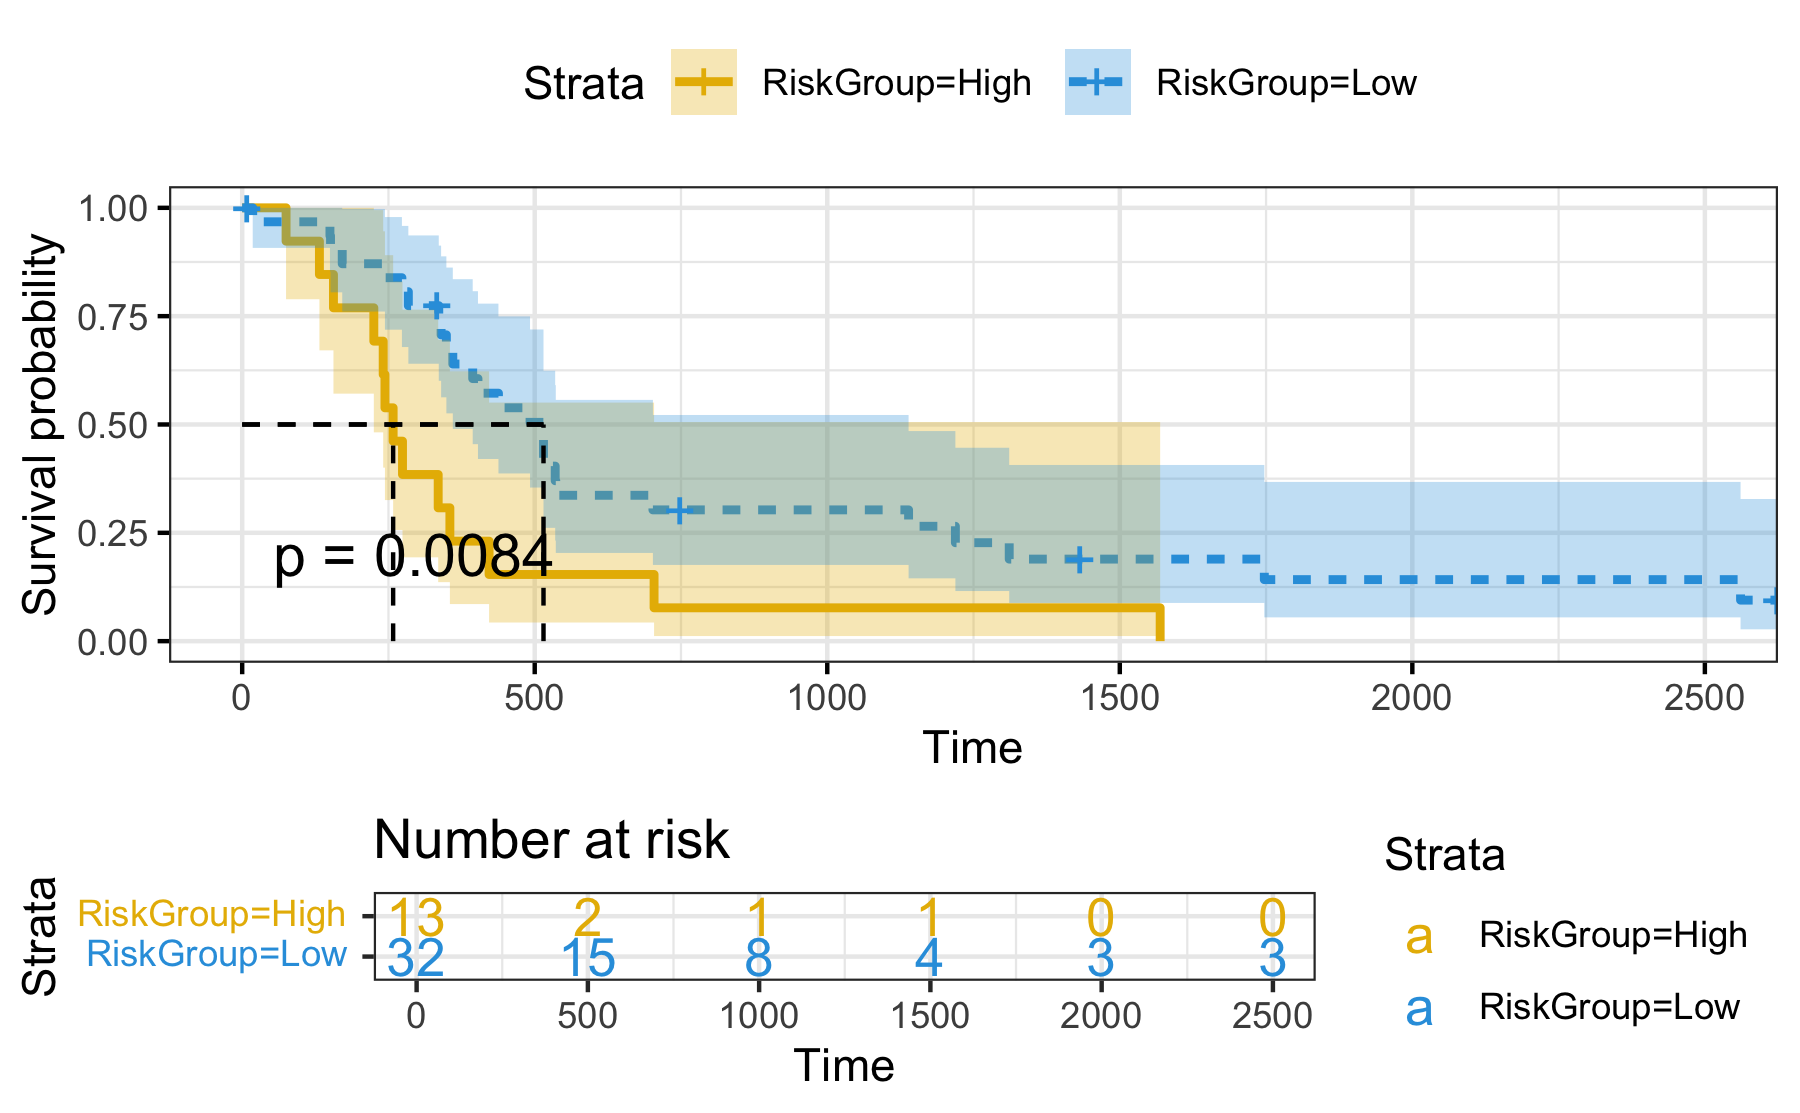 Strata RiskGroup=High RiskGroup=Low
Survival probability
1.00
0.75
0.50
0.25
0.00
p = 0.0084
0 500 1000 1500 2000 2500
Time
Number at risk
Strata
RiskGroup=High 13 2 1 1 0 0
RiskGroup=Low 32 15 8 4 3 3
0 500 1000 1500 2000 2500
Time
Strata
a RiskGroup=High
a RiskGroup=Low